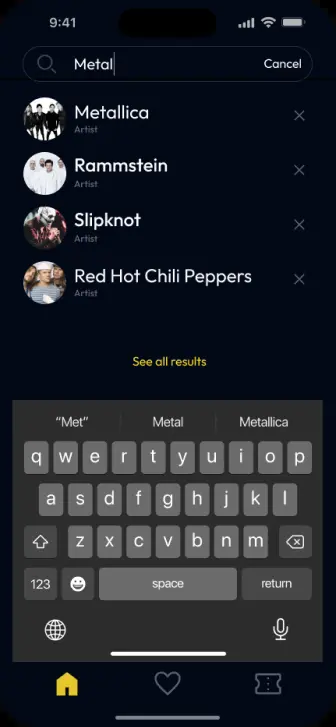 9:41
Metal Cancel
Metallica
Artist
Rammstein
Artist
Slipknot
Artist
Red Hot Chili Peppers
Artist
See all results
“Met” Metal Metallica
q w e r t y u i o p
a s d f g h j k l
z x c v b n m
123 space return